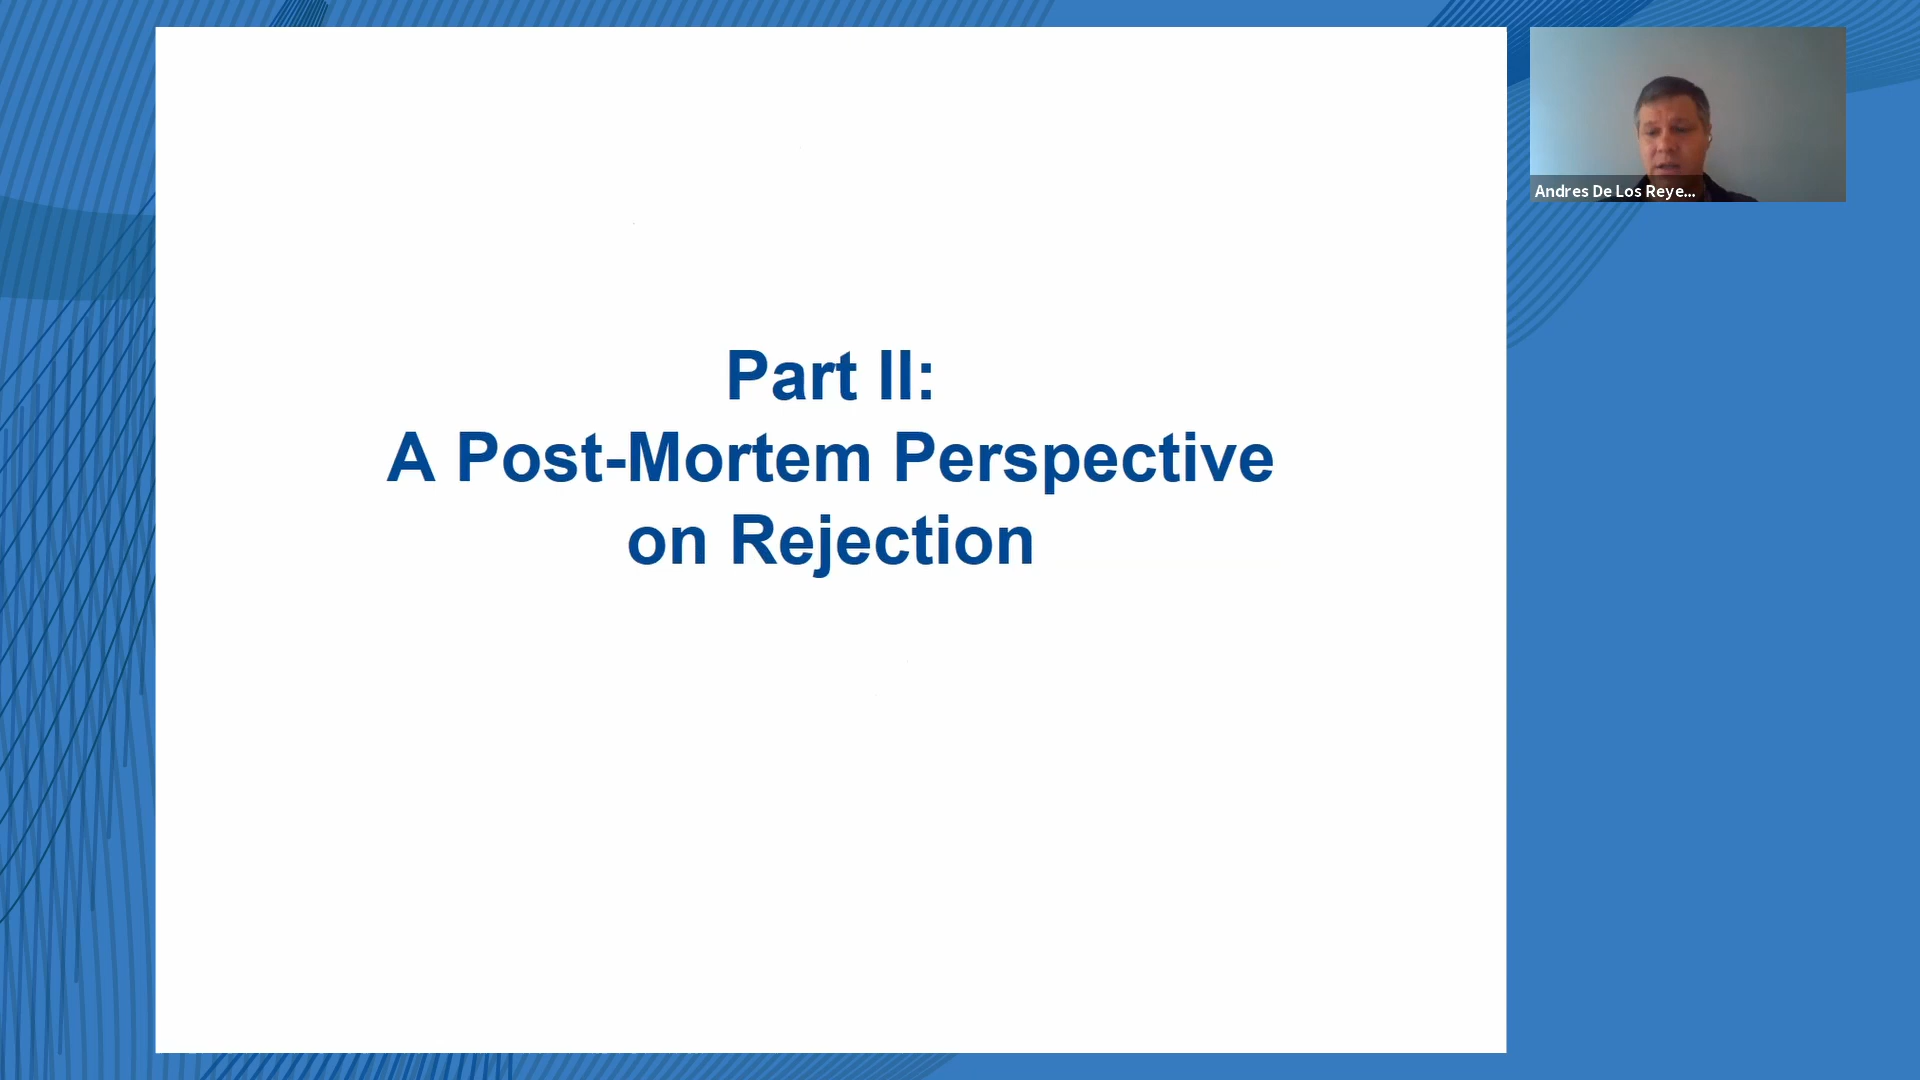 Part II:
A Post-Mortem Perspective
on Rejection
Andres De Los Reye...